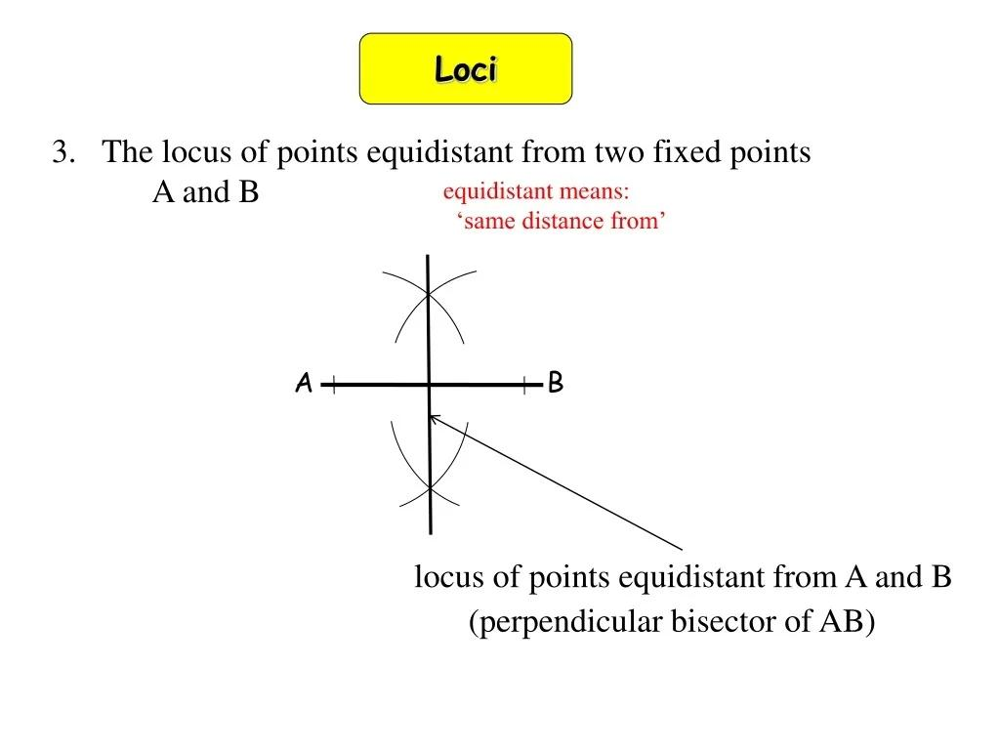 Loci
3. The locus of points equidistant from two fixed points
A and B
equidistant means:
‘same distance from’
A
B
locus of points equidistant from A and B
(perpendicular bisector of AB)